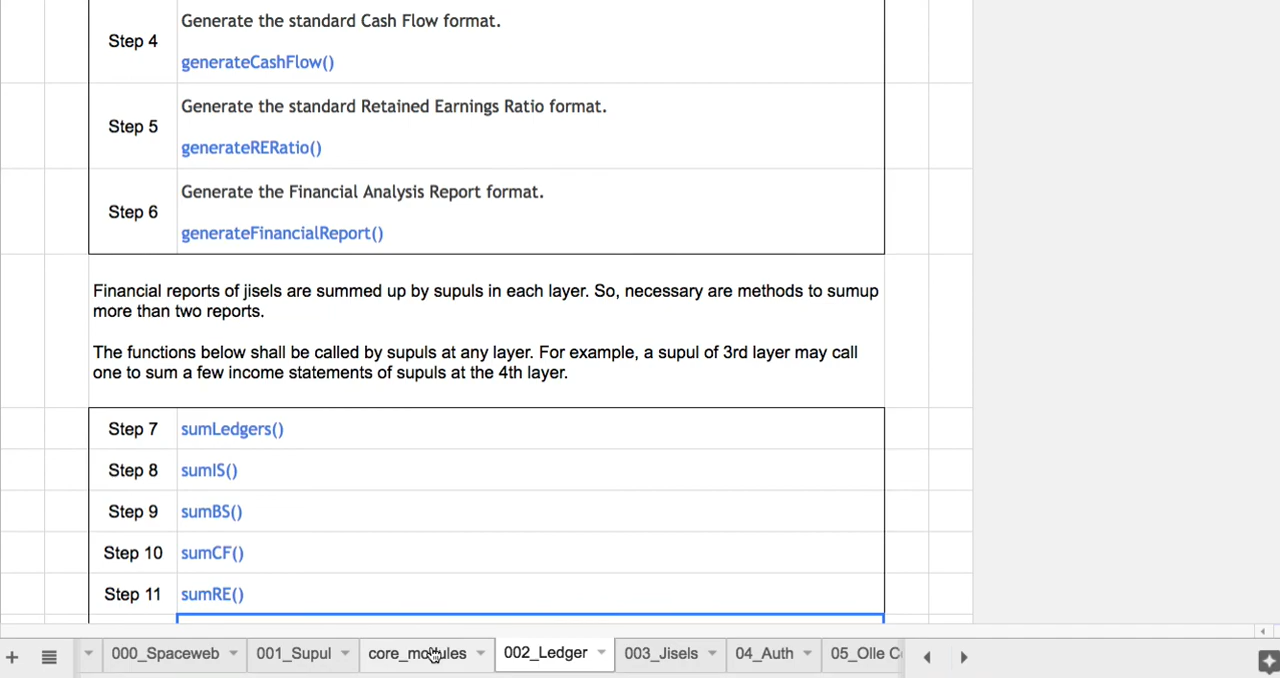 Generate the standard Cash Flow format.
Step 4
generateCashFlow()
Generate the standard Retained Earnings Ratio format.
Step 5
generateRERatio()
Generate the Financial Analysis Report format.
Step 6
generateFinancialReport()
Financial reports of jisels are summed up by supuls in each layer. So, necessary are methods to sumup
more than two reports.
The functions below shall be called by supuls at any layer. For example, a supul of 3rd layer may call
one to sum a few income statements of supuls at the 4th layer.
Step 7 sumLedgers()
Step 8 sumIS()
Step 9 sumBS()
Step 10 sumCF()
Step 11 sumRE()
000_Spaceweb 001_Supul core_modules 002_Ledger 003_Jisels 04_Auth 05_Olle